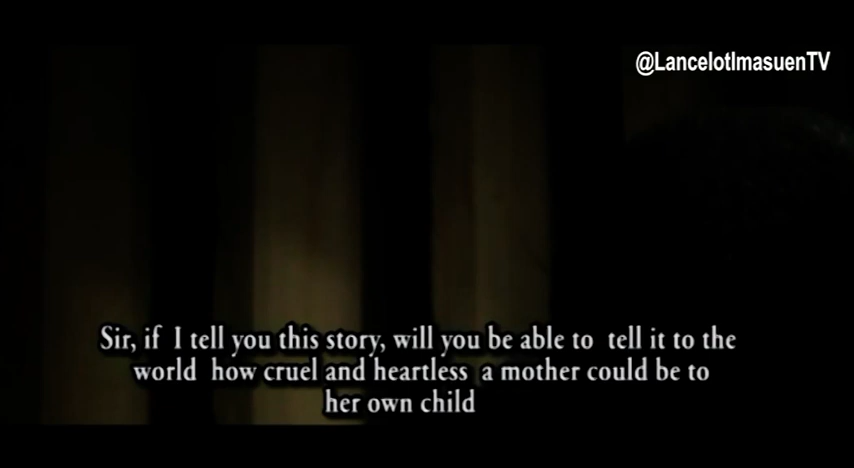 @LancelotImasuenTV
Sir, if I tell you this story, will you be able to tell it to the
world how cruel and heartless a mother could be to
her own child